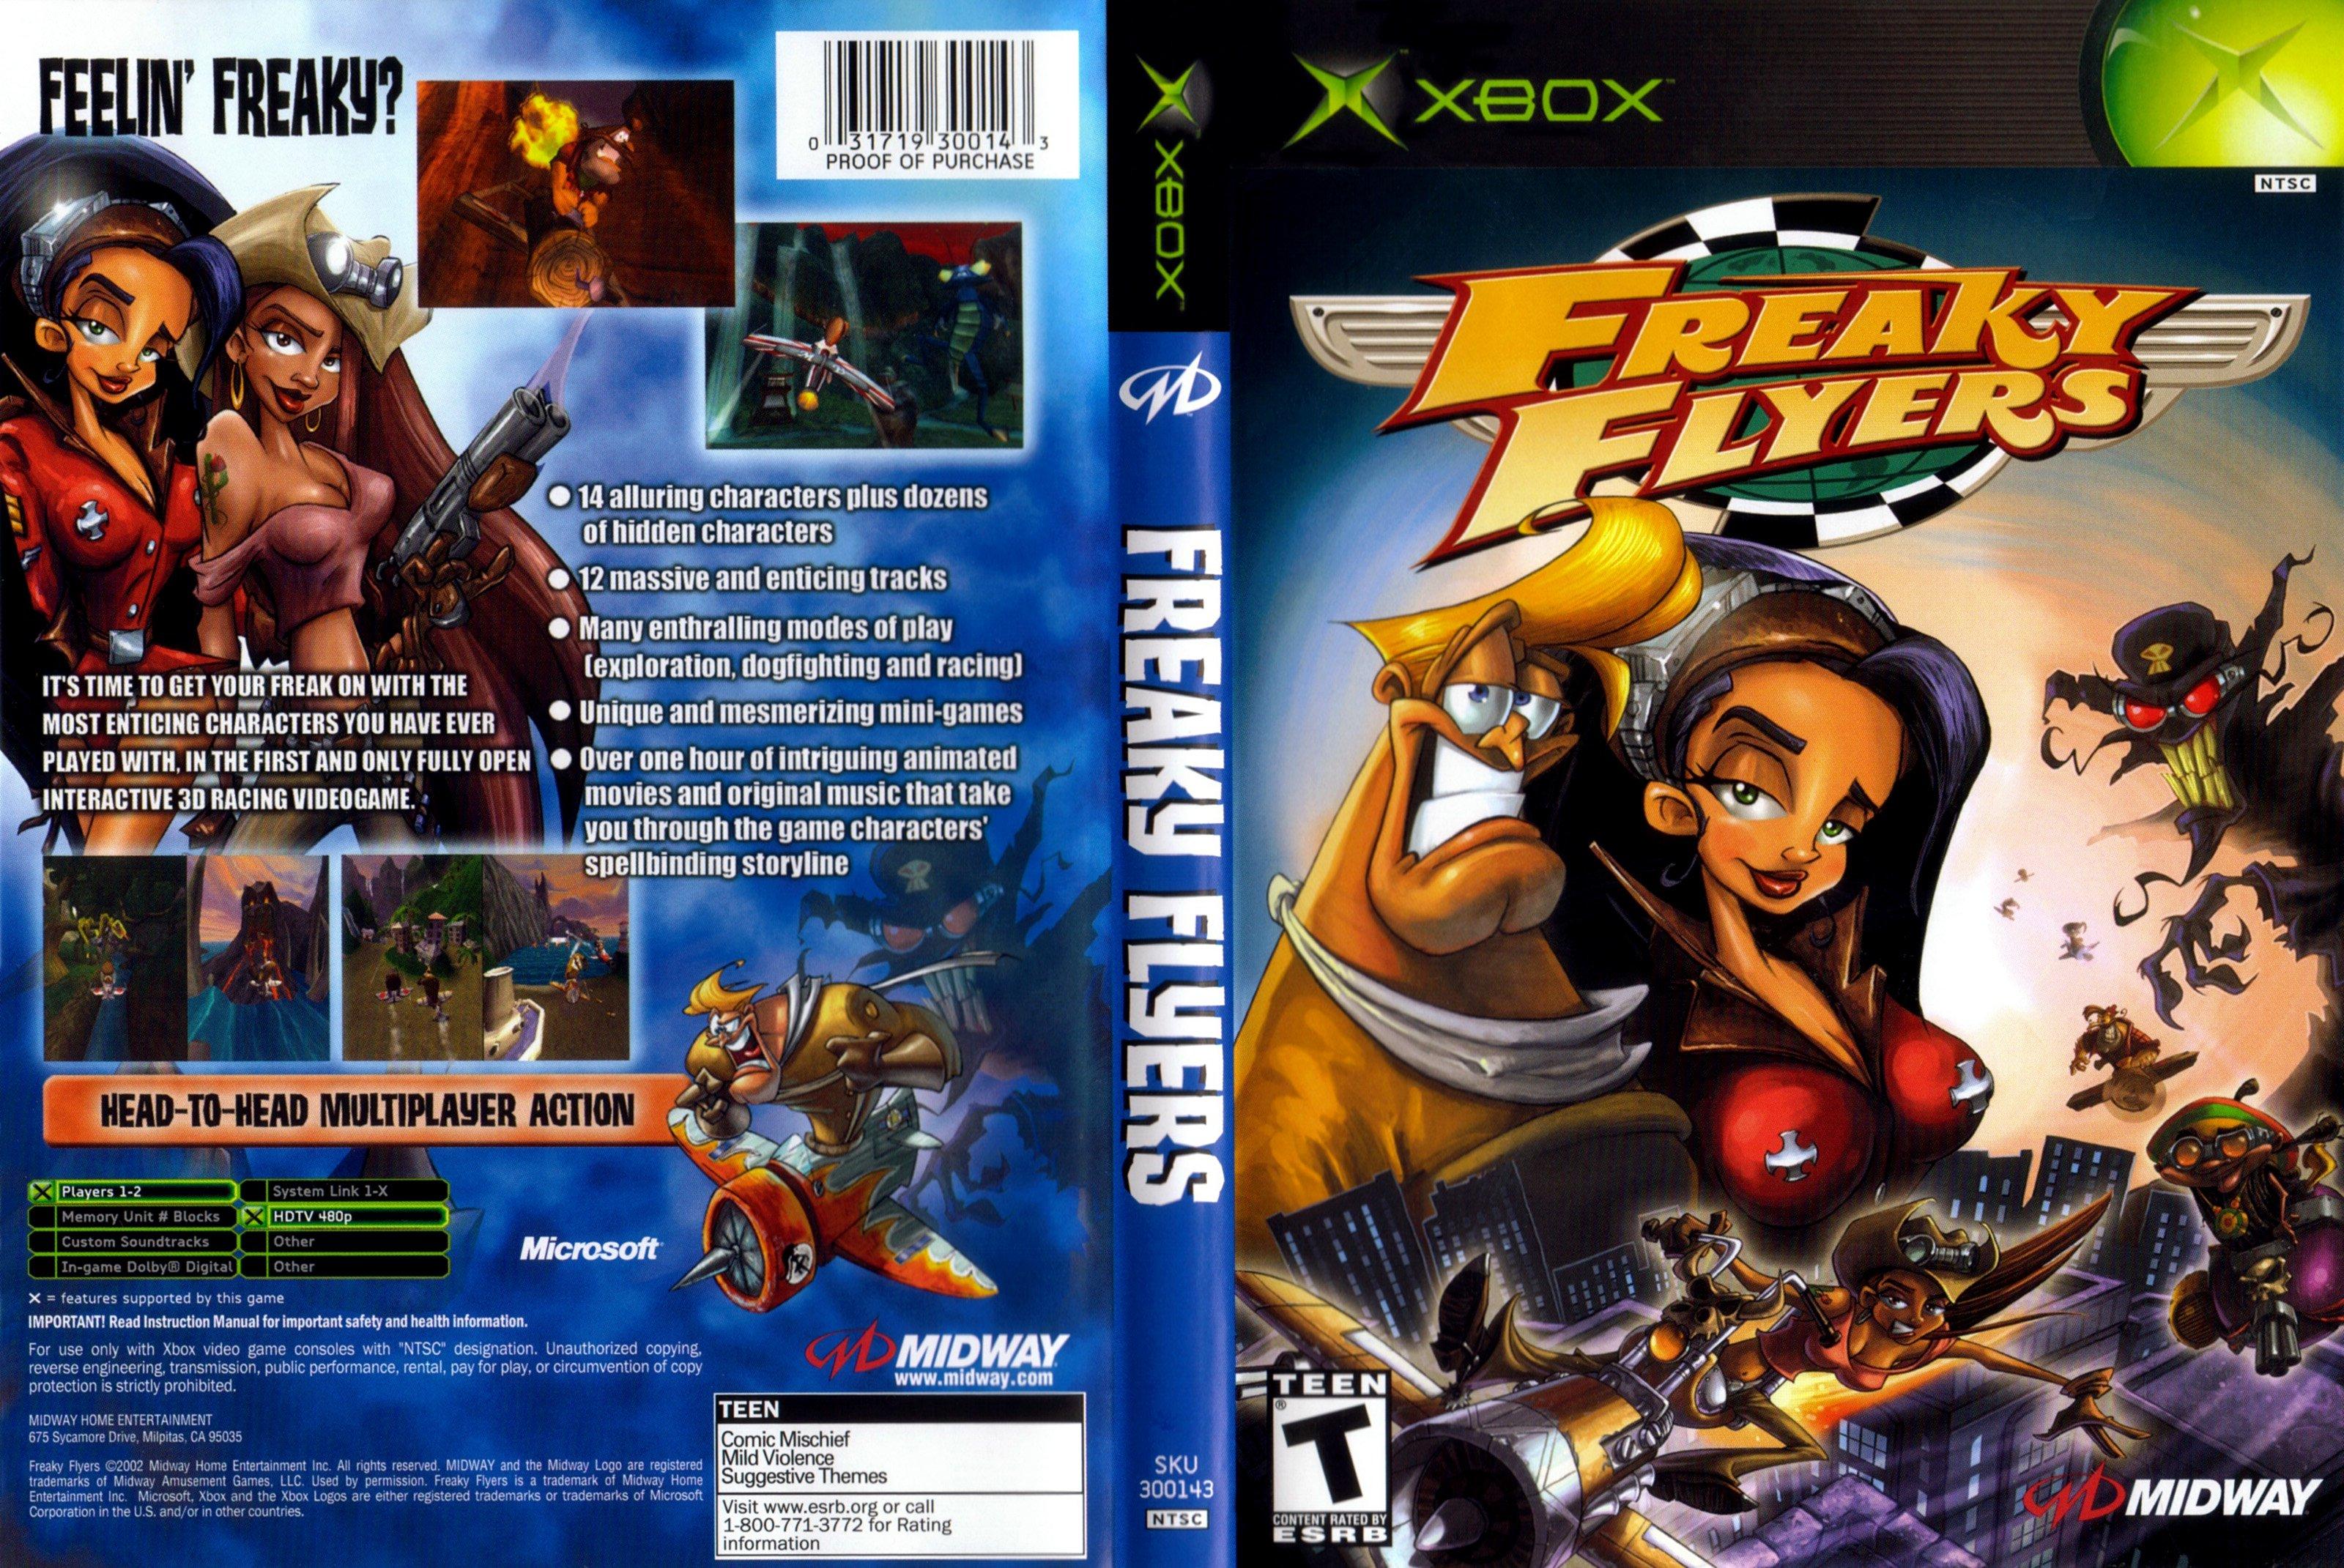 FEELIN' FREAKY?
0 31719 30014 3
PROOF OF PURCHASE
14 alluring characters plus dozens
of hidden characters
12 massive and enticing tracks
Many enthralling modes of play
(exploration, dogfighting and racing)
Unique and mesmerizing mini-games
Over one hour of intriguing animated
movies and original music that take
you through the game characters'
spellbinding storyline
IT'S TIME TO GET YOUR FREAK ON WITH THE
MOST ENTICING CHARACTERS YOU HAVE EVER
PLAYED WITH, IN THE FIRST AND ONLY FULLY OPEN
INTERACTIVE 3D RACING VIDEOGAME.
HEAD-TO-HEAD MULTIPLAYER ACTION
X Players 1-2
System Link 1-X
Memory Unit # Blocks
X HDTV 480p
Custom Soundtracks
Other
In-game Dolby® Digital
Other
X = features supported by this game
Microsoft
IMPORTANT! Read Instruction Manual for important safety and health information.
For use only with Xbox video game consoles with "NTSC" designation. Unauthorized copying,
reverse engineering, transmission, public performance, rental, pay for play, or circumvention of copy
protection is strictly prohibited.
MIDWAY HOME ENTERTAINMENT
675 Sycamore Drive, Milpitas, CA 95035
Freaky Flyers ©2002 Midway Home Entertainment Inc. All rights reserved. MIDWAY and the Midway Logo are registered
trademarks of Midway Amusement Games, LLC. Used by permission. Freaky Flyers is a trademark of Midway Home
Entertainment Inc. Microsoft, Xbox and the Xbox Logos are either registered trademarks or trademarks of Microsoft
Corporation in the U.S. and/or in other countries.
MIDWAY
www.midway.com
TEEN
Comic Mischief
Mild Violence
Suggestive Themes
Visit www.esrb.org or call
1-800-771-3772 for Rating
information
XBOX™
FREAKY FLYERS
SKU
300143
NTSC
XBOX™
NTSC
FREAKY
FLYERS
TEEN
T
®
CONTENT RATED BY
ESRB
MIDWAY